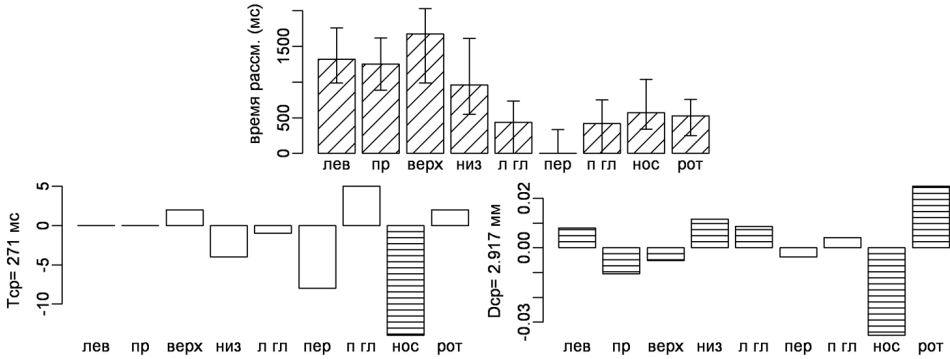 время рассм. (мс)
1500
500
0
лев пр верх низ л гл пер п гл нос рот
Tср= 271 мс
5
0
-5
-10
лев пр верх низ л гл пер п гл нос рот
Dср= 2.917 мм
0.02
0.00
-0.03
лев пр верх низ л гл пер п гл нос рот